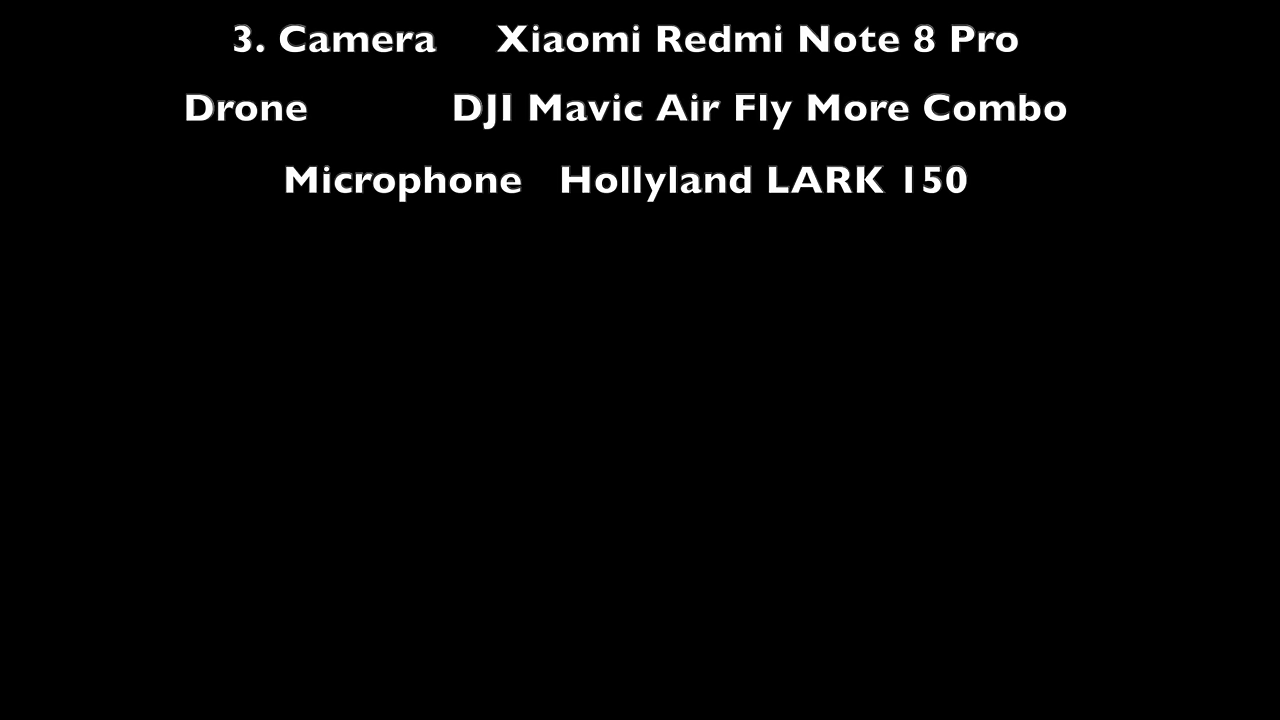 3. Camera Xiaomi Redmi Note 8 Pro
Drone DJI Mavic Air Fly More Combo
Microphone Hollyland LARK 150